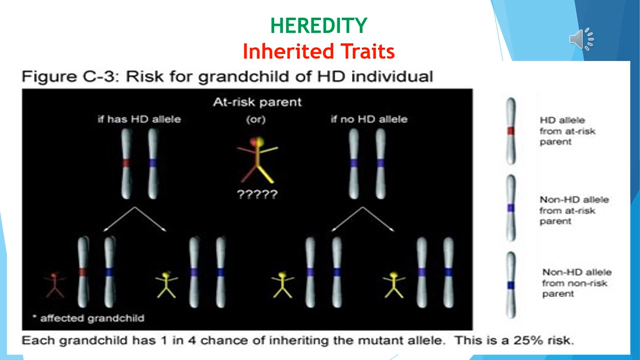 HEREDITY
Inherited Traits
Figure C-3: Risk for grandchild of HD individual
At-risk parent
if has HD allele
(or)
if no HD allele
?????
* affected grandchild
HD allele
from at-risk
parent
Non-HD allele
from at-risk
parent
Non-HD allele
from non-risk
parent
Each grandchild has 1 in 4 chance of inheriting the mutant allele. This is a 25% risk.